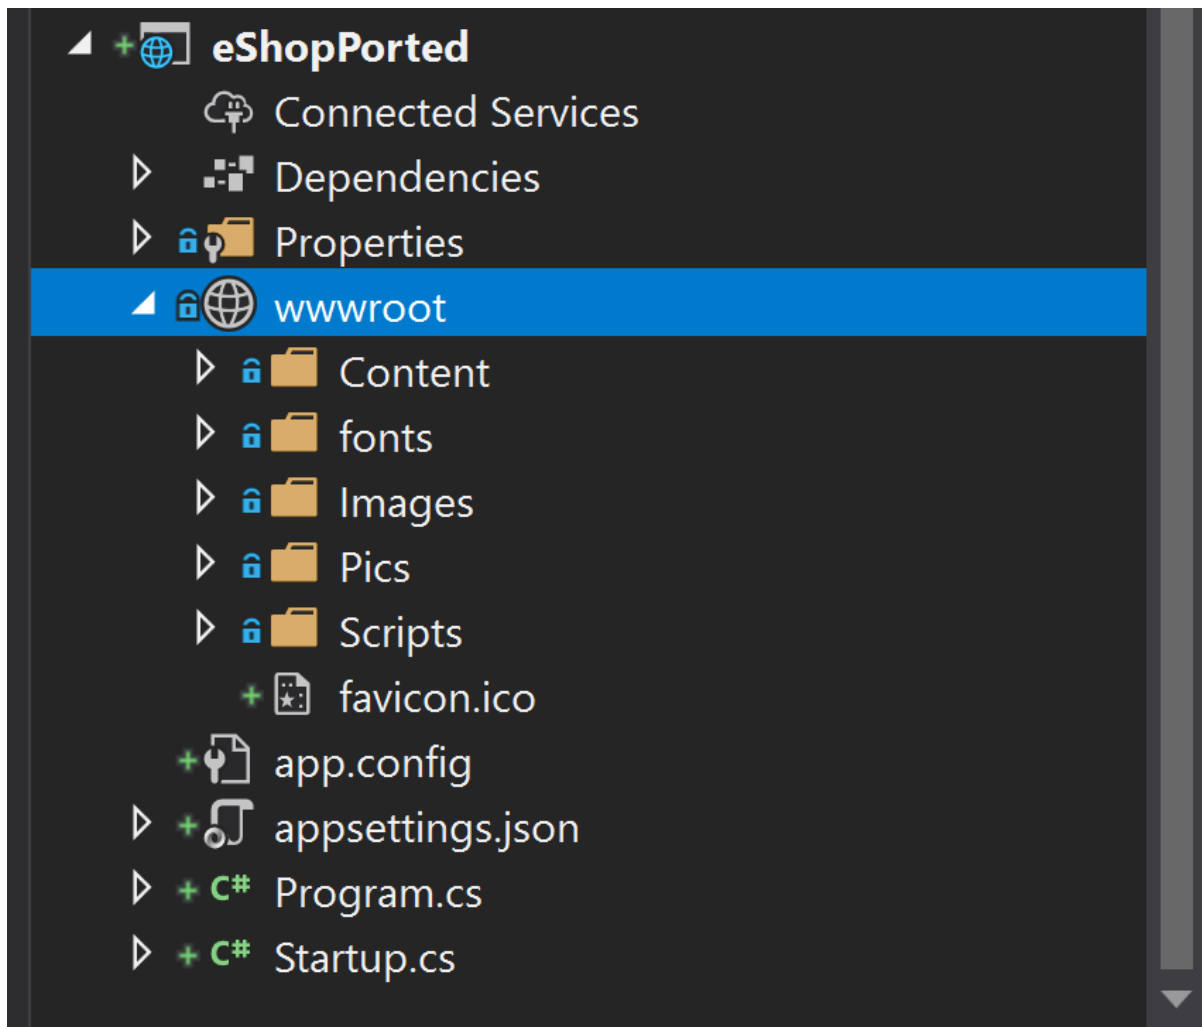 eShopPorted
Connected Services
Dependencies
Properties
wwwroot
Content
fonts
Images
Pics
Scripts
favicon.ico
app.config
appsettings.json
C# Program.cs
C# Startup.cs